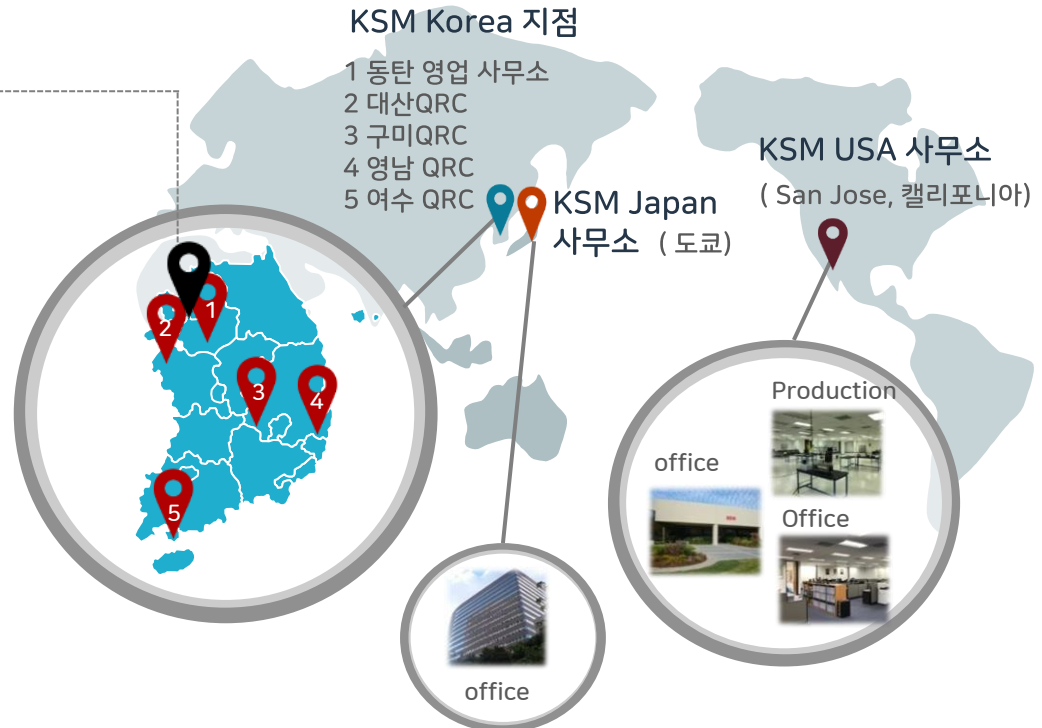 KSM Korea 지점
1 동탄 영업 사무소
2 대산QRC
3 구미QRC
4 영남 QRC
5 여수 QRC
KSM Japan
사무소 ( 도쿄)
KSM USA 사무소
( San Jose, 캘리포니아)
1
2
3
4
5
Production
office
Office
office